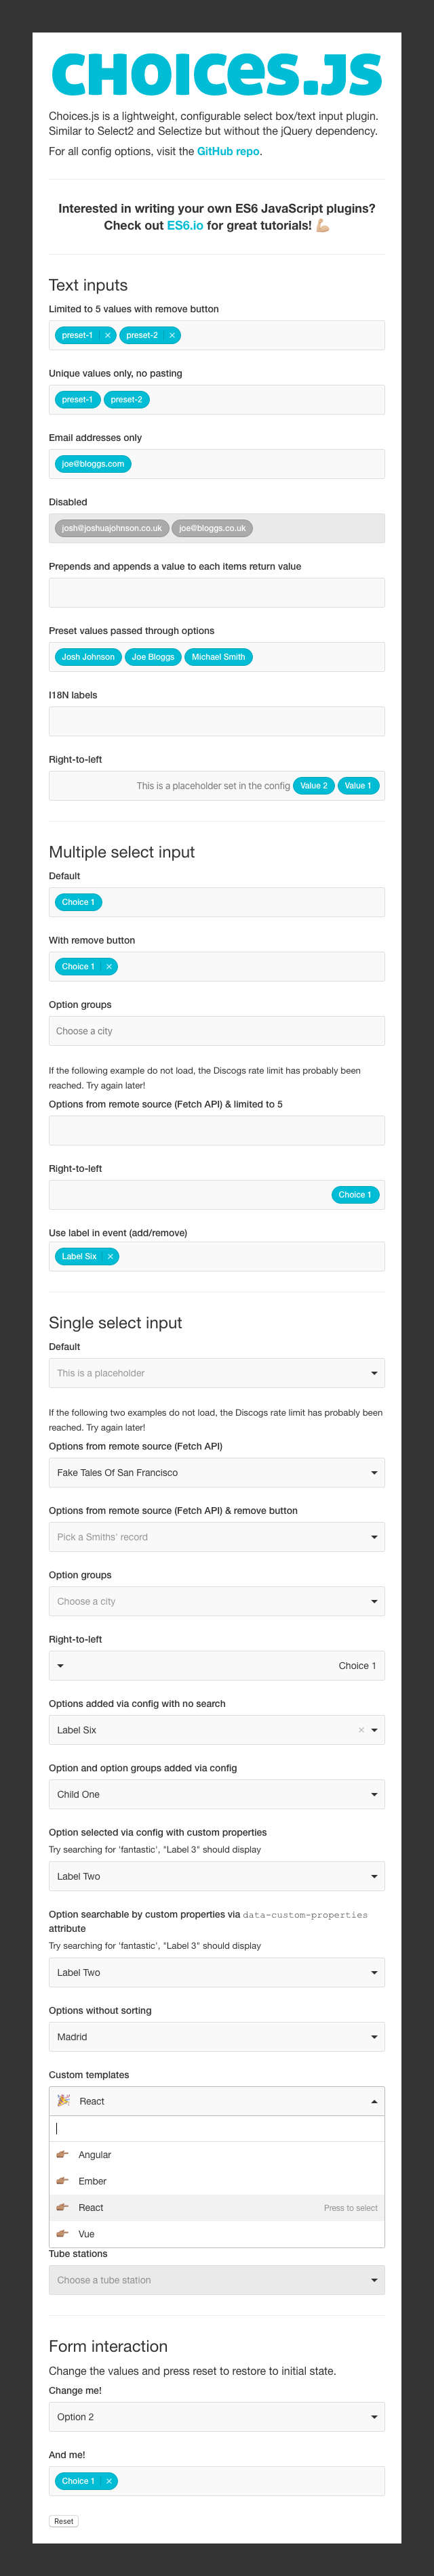 CHOICES.JS
Choices.js is a lightweight, configurable select box/text input plugin.
Similar to Select2 and Selectize but without the jQuery dependency.
For all config options, visit the GitHub repo.
Interested in writing your own ES6 JavaScript plugins?
Check out ES6.io for great tutorials! 💪🏼
Text inputs
Limited to 5 values with remove button
preset-1 × preset-2 ×
Unique values only, no pasting
preset-1 preset-2
Email addresses only
joe@bloggs.com
Disabled
josh@joshuajohnson.co.uk joe@bloggs.co.uk
Prepends and appends a value to each items return value
Preset values passed through options
Josh Johnson Joe Bloggs Michael Smith
I18N labels
Right-to-left
This is a placeholder set in the config Value 2 Value 1
Multiple select input
Default
Choice 1
With remove button
Choice 1 ×
Option groups
Choose a city
If the following example do not load, the Discogs rate limit has probably been
reached. Try again later!
Options from remote source (Fetch API) & limited to 5
Right-to-left
Choice 1
Use label in event (add/remove)
Label Six ×
Single select input
Default
This is a placeholder
If the following two examples do not load, the Discogs rate limit has probably been
reached. Try again later!
Options from remote source (Fetch API)
Fake Tales Of San Francisco
Options from remote source (Fetch API) & remove button
Pick a Smiths' record
Option groups
Choose a city
Right-to-left
Choice 1
Options added via config with no search
Label Six ×
Option and option groups added via config
Child One
Option selected via config with custom properties
Try searching for 'fantastic', "Label 3" should display
Label Two
Option searchable by custom properties via data-custom-properties
attribute
Try searching for 'fantastic', "Label 3" should display
Label Two
Options without sorting
Madrid
Custom templates
🎉 React
👉🏽 Angular
👉🏽 Ember
👉🏽 React Press to select
👉🏽 Vue
Tube stations
Choose a tube station
Form interaction
Change the values and press reset to restore to initial state.
Change me!
Option 2
And me!
Choice 1 ×
Reset